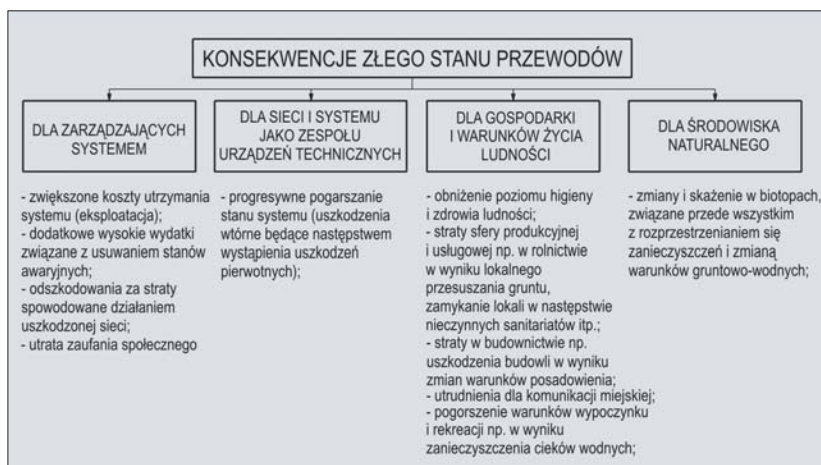 KONSEKWENCJE ZŁEGO STANU PRZEWODÓW
DLA ZARZĄDZAJĄCYCH
SYSTEMEM
- zwiększone koszty utrzymania
systemu (eksploatacja);
- dodatkowe wysokie wydatki
związane z usuwaniem stanów
awaryjnych;
- odszkodowania za straty
spowodowane działaniem
uszkodzonej sieci;
- utrata zaufania społecznego
DLA SIECI I SYSTEMU
JAKO ZESPOŁU
URZĄDZEŃ TECHNICZNYCH
- progresywne pogarszanie
stanu systemu (uszkodzenia
wtórne będące następstwem
wystąpienia uszkodzeń
pierwotnych);
DLA GOSPODARKI
I WARUNKÓW ŻYCIA
LUDNOŚCI
- obniżenie poziomu higieny
i zdrowia ludności;
- straty sfery produkcyjnej
i usługowej np. w rolnictwie
w wyniku lokalnego
przesuszania gruntu,
zamykanie lokali w następstwie
nieczynnych sanitariatów itp.;
- straty w budownictwie np.
uszkodzenia budowli w wyniku
zmian warunków posadowienia;
- utrudnienia dla komunikacji miejskiej;
- pogorszenie warunków wypoczynku
i rekreacji np. w wyniku
zanieczyszczenia cieków wodnych;
DLA ŚRODOWISKA
NATURALNEGO
- zmiany i skażenie w biotopach,
związane przede wszystkim
z rozprzestrzenianiem się
zanieczyszczeń i zmianą
warunków gruntowo-wodnych;